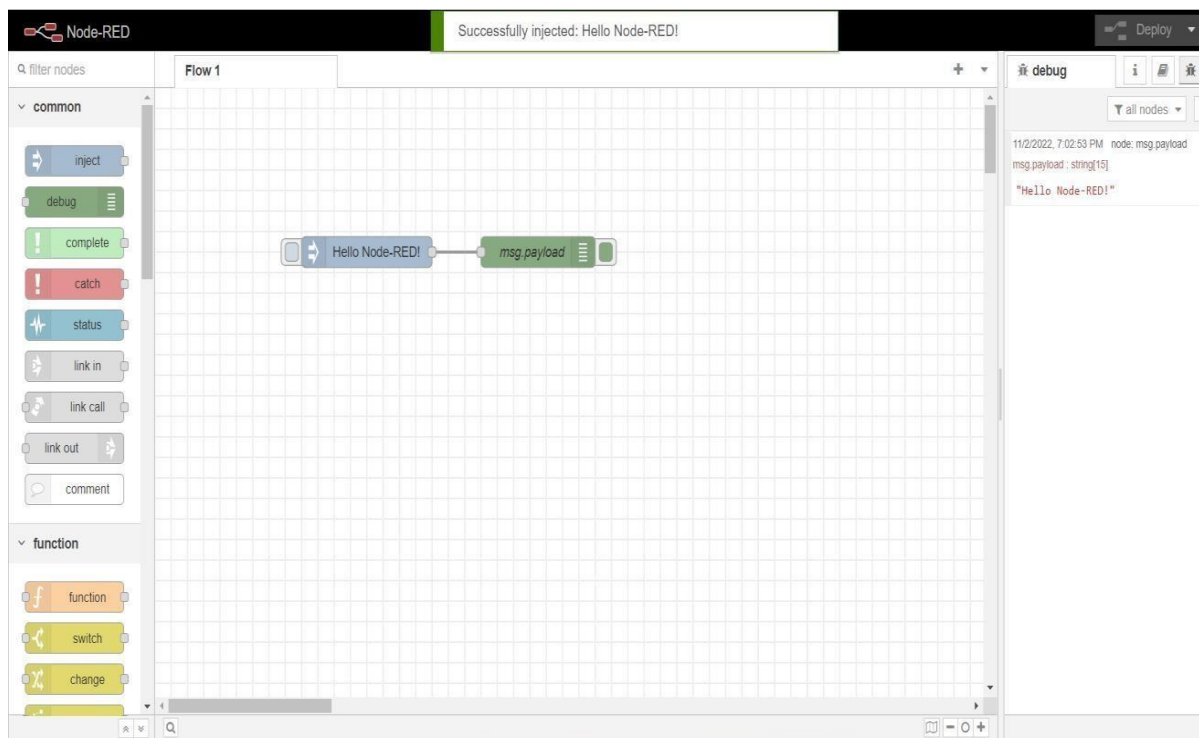 Node-RED
Successfully injected: Hello Node-RED!
Deploy
filter nodes
Flow 1
debug
i
common
all nodes
inject
debug
complete
catch
status
link in
link call
link out
comment
function
function
switch
change
Hello Node-RED!
msg.payload
11/2/2022, 7:02:53 PM node: msg.payload
msg.payload : string[15]
"Hello Node-RED!"